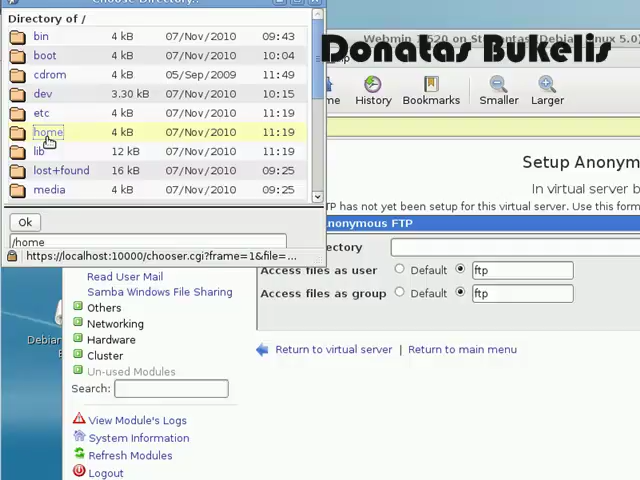 Choose Directory..
Directory of /
bin 4 kB 07/Nov/2010 09:43
boot 4 kB 07/Nov/2010 10:04
cdrom 4 kB 05/Sep/2009 11:49
dev 3.30 kB 07/Nov/2010 10:15
etc 4 kB 07/Nov/2010 11:19
home 4 kB 07/Nov/2010 11:19
lib 12 kB 07/Nov/2010 11:19
lost+found 16 kB 07/Nov/2010 09:25
media 4 kB 07/Nov/2010 09:25
Ok
/home
https://localhost:10000/chooser.cgi?frame=1&file=...
Webmin 1.520 on
(Debian Linux 5.0)
Donatas Bukelis
History Bookmarks Smaller Larger
Setup Anonym
In virtual server b
TP has not yet been setup for this virtual server. Use this form
nonymous FTP
rectory
Access files as user Default ftp
Access files as group Default ftp
Return to virtual server | Return to main menu
Read User Mail
Samba Windows File Sharing
Others
Networking
Hardware
Cluster
Un-used Modules
Search:
View Module's Logs
System Information
Refresh Modules
Logout
Debian